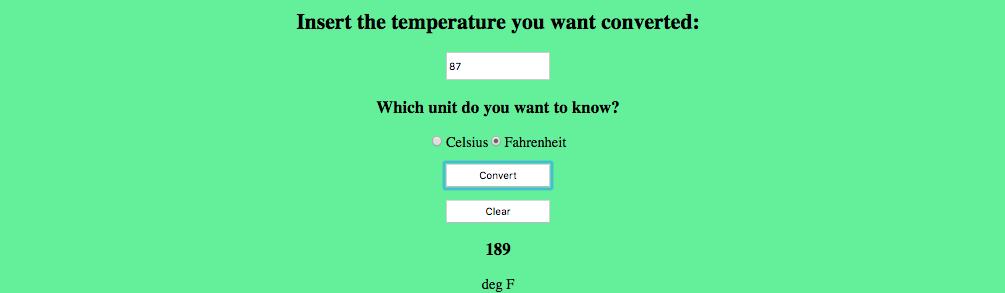 Insert the temperature you want converted:
87
Which unit do you want to know?
Celsius Fahrenheit
Convert
Clear
189
deg F